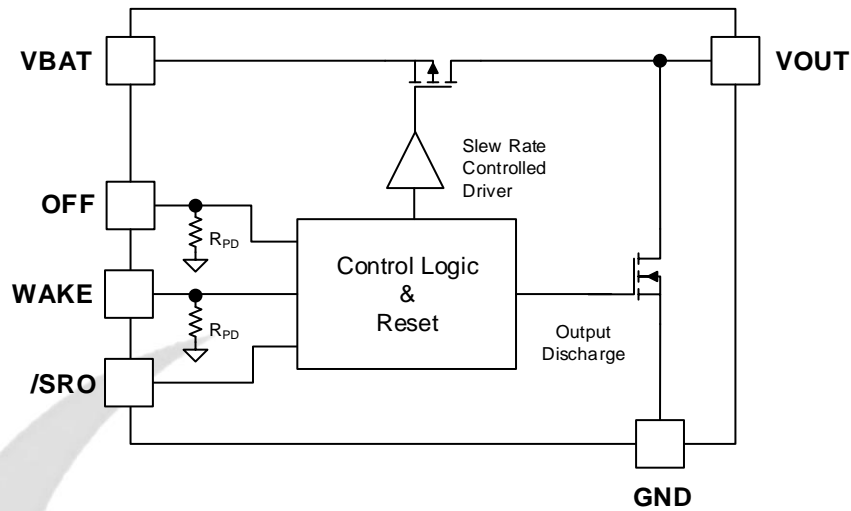 VBAT
VOUT
Slew Rate
Controlled
Driver
OFF
RPD
Control Logic
&
Reset
WAKE
RPD
Output
Discharge
/SRO
GND